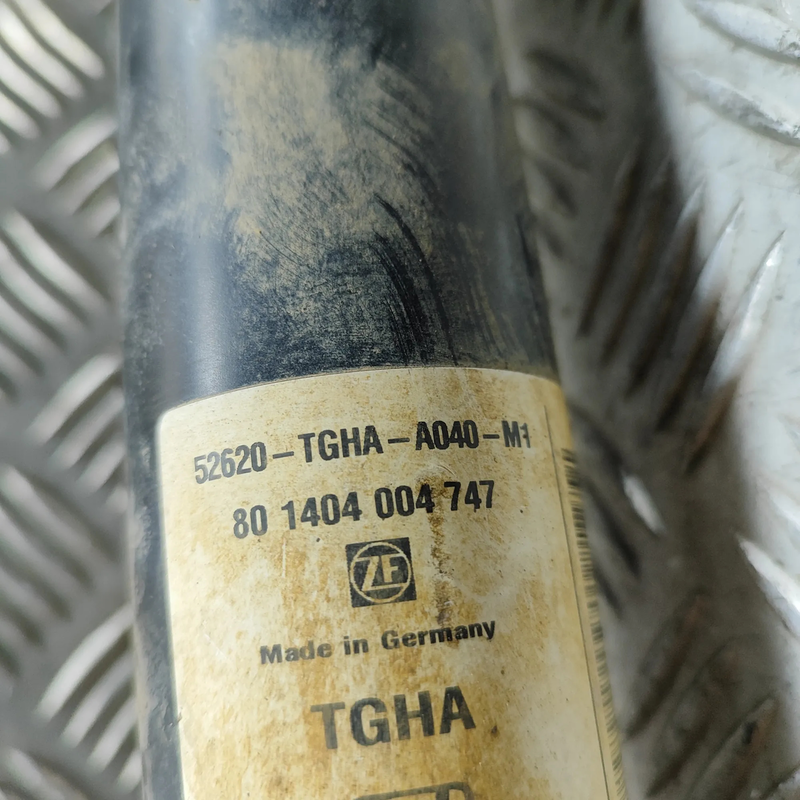 52620-TGHA-A040-M1
80 1404 004 747
ZF
Made in Germany
TGHA